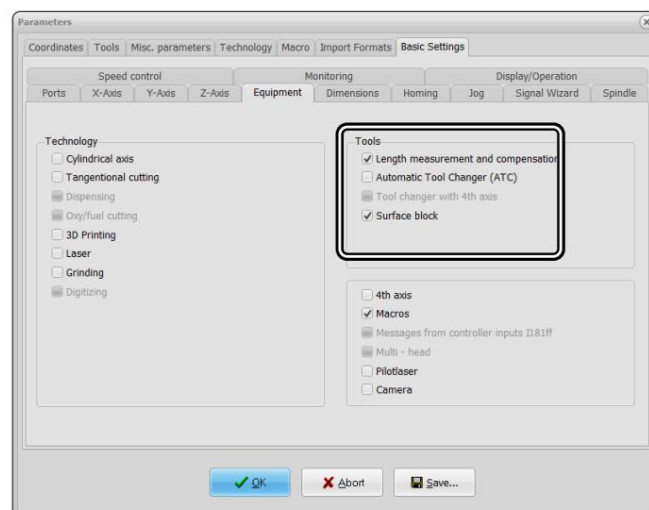 Parameters
Coordinates Tools Misc. parameters Technology Macro Import Formats Basic Settings
Speed control Monitoring Display/Operation
Ports X-Axis Y-Axis Z-Axis Equipment Dimensions Homing Jog Signal Wizard Spindle
Technology
Cylindrical axis
Tangentional cutting
Dispensing
Oxy/fuel cutting
3D Printing
Laser
Grinding
Digitizing
Tools
Length measurement and compensation
Automatic Tool Changer (ATC)
Tool changer with 4th axis
Surface block
4th axis
Macros
Messages from controller inputs I181ff
Multi - head
Pilotlaser
Camera
OK Abort Save...